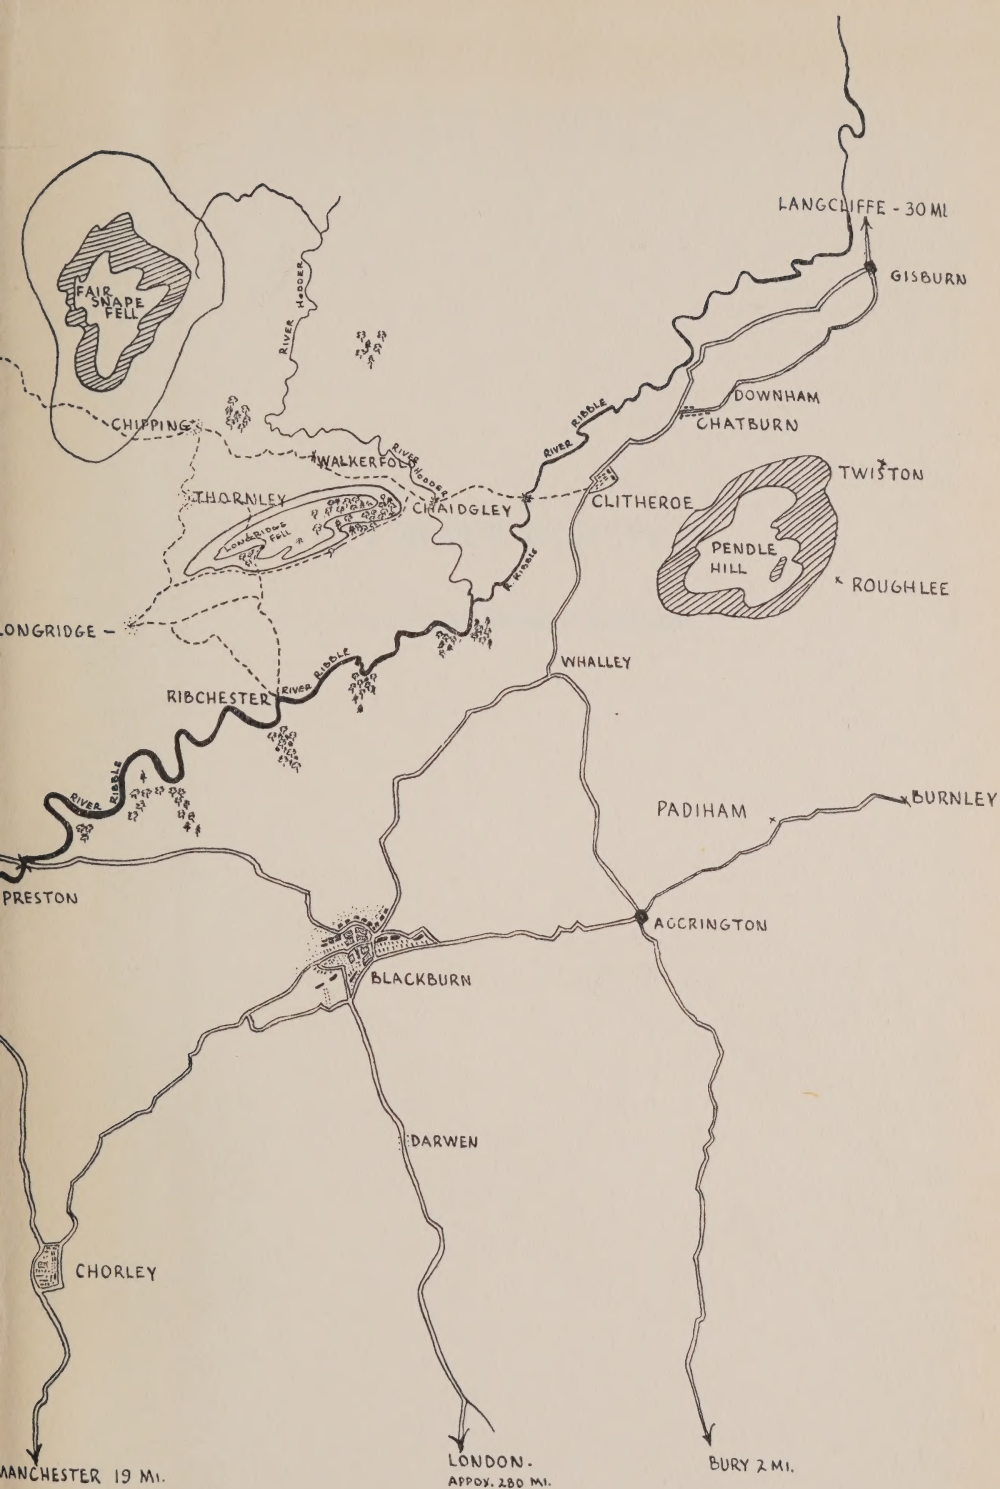 LANGCLIFFE - 30 MI
GISBURN
FAIR
SNAPE
FELL
RIVER HODDER
DOWNHAM
CHATBURN
CHIPPING
RIVER RIBBLE
WALKERFOLD
RIVER HODDER
TWISTON
THORNLEY
CHAIDGLEY
CLITHEROE
LONGRIDGE
FELL
PENDLE
HILL
R. RIBBLE
ROUGHLEE
LONGRIDGE -
WHALLEY
RIVER RIBBLE
RIBCHESTER
RIVER RIBBLE
PADIHAM
BURNLEY
PRESTON
ACCRINGTON
BLACKBURN
DARWEN
CHORLEY
MANCHESTER 19 MI.
LONDON.
APPOX. 280 MI.
BURY 2 MI.